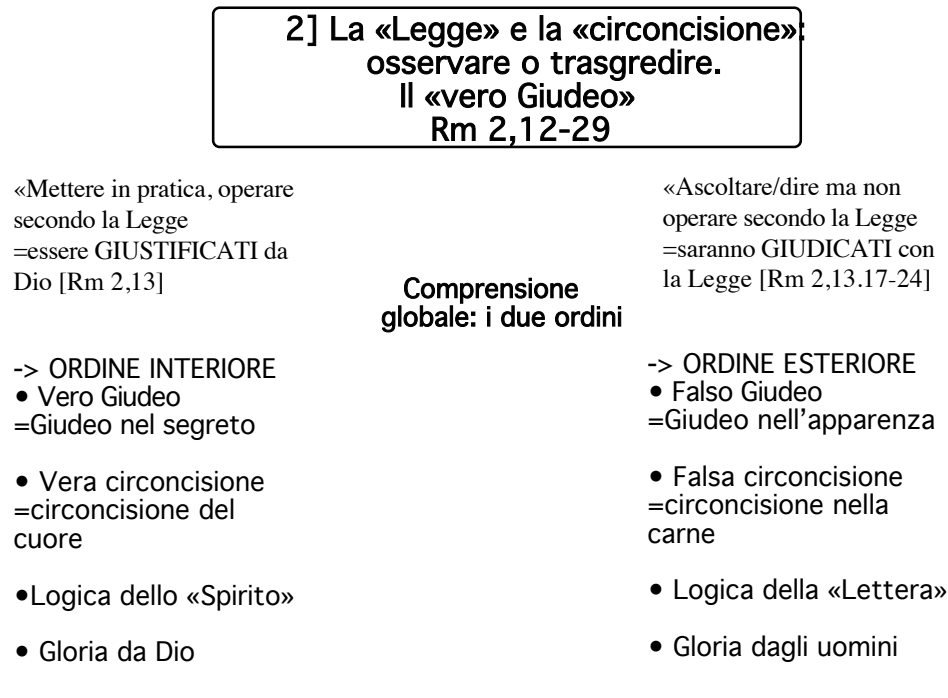 2] La «Legge» e la «circoncisione»:
osservare o trasgredire.
Il «vero Giudeo»
Rm 2,12-29
«Mettere in pratica, operare
secondo la Legge
=essere GIUSTIFICATI da
Dio [Rm 2,13]
«Ascoltare/dire ma non
operare secondo la Legge
=saranno GIUDICATI con
la Legge [Rm 2,13.17-24]
Comprensione
globale: i due ordini
-> ORDINE INTERIORE
• Vero Giudeo
=Giudeo nel segreto
• Vera circoncisione
=circoncisione del
cuore
•Logica dello «Spirito»
• Gloria da Dio
-> ORDINE ESTERIORE
• Falso Giudeo
=Giudeo nell’apparenza
• Falsa circoncisione
=circoncisione nella
carne
• Logica della «Lettera»
• Gloria dagli uomini